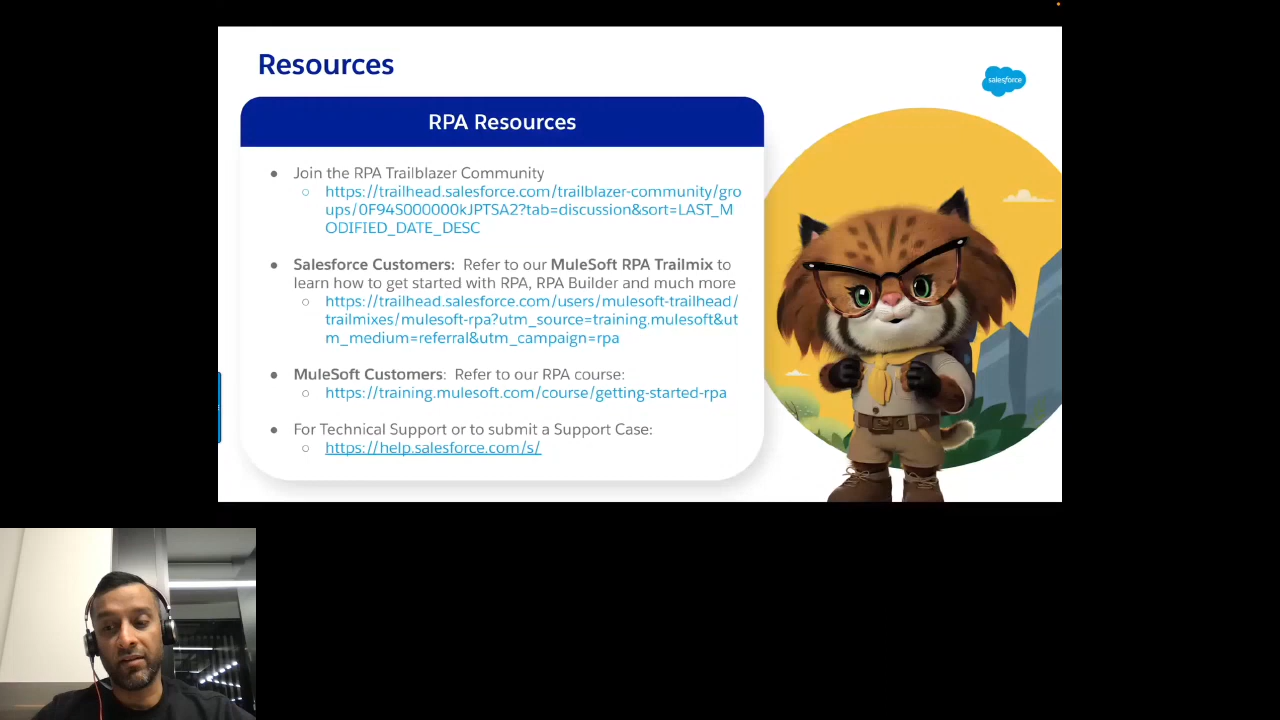 Resources
salesforce
RPA Resources
● Join the RPA Trailblazer Community
○ https://trailhead.salesforce.com/trailblazer-community/gro
ups/0F94S000000kJPTSA2?tab=discussion&sort=LAST_M
ODIFIED_DATE_DESC
● Salesforce Customers: Refer to our MuleSoft RPA Trailmix to
learn how to get started with RPA, RPA Builder and much more
○ https://trailhead.salesforce.com/users/mulesoft-trailhead/
trailmixes/mulesoft-rpa?utm_source=training.mulesoft&ut
m_medium=referral&utm_campaign=rpa
● MuleSoft Customers: Refer to our RPA course:
○ https://training.mulesoft.com/course/getting-started-rpa
● For Technical Support or to submit a Support Case:
○ https://help.salesforce.com/s/